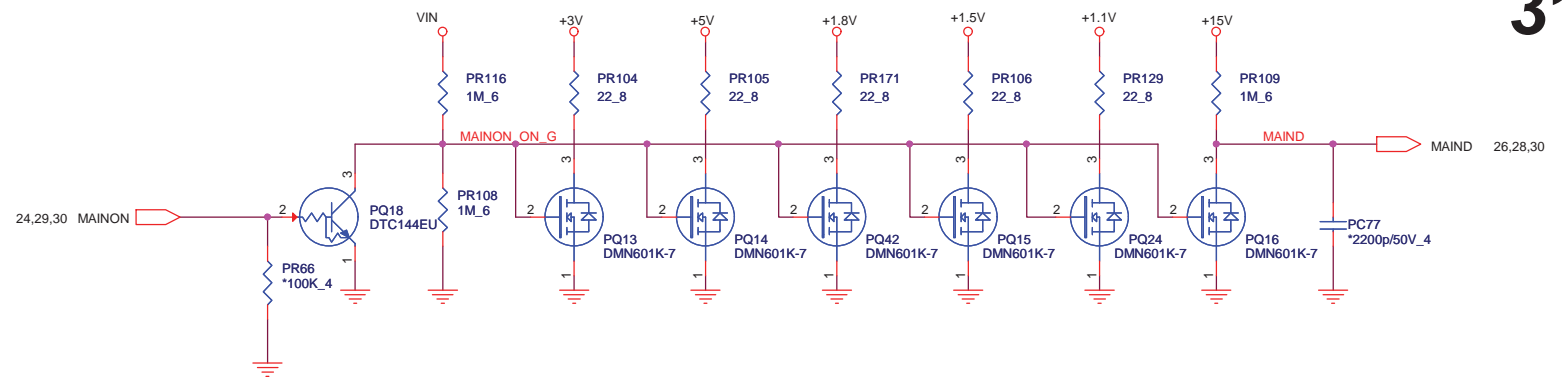 VIN +3V +5V +1.8V +1.5V +1.1V +15V
PR116 PR104 PR105 PR171 PR106 PR129 PR109
1M_6 22_8 22_8 22_8 22_8 22_8 1M_6
MAINON_ON_G MAIND MAIND 26,28,30
3 3 3 3 3 3 3
24,29,30 MAINON 2 PQ18 PR108 2 2 2 2 2 2
DTC144EU 1M_6 PC77
*2200p/50V_4
PQ13 PQ14 PQ42 PQ15 PQ24 PQ16
DMN601K-7 DMN601K-7 DMN601K-7 DMN601K-7 DMN601K-7 DMN601K-7
1 1 1 1 1 1 1
PR66
*100K_4